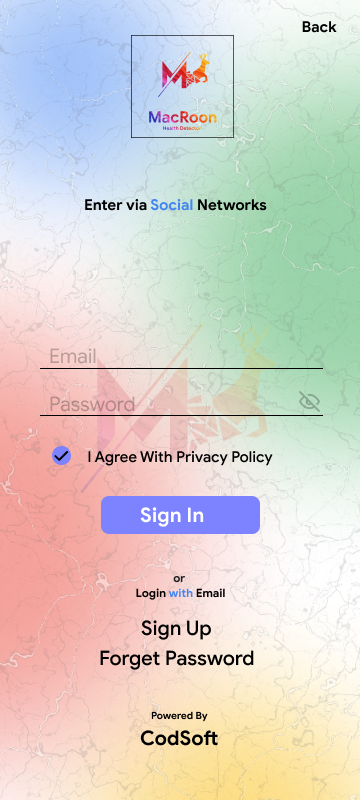 Back
MacRoon
Health Detector
Enter via Social Networks
Email
Password
I Agree With Privacy Policy
Sign In
or
Login with Email
Sign Up
Forget Password
Powered By
CodSoft